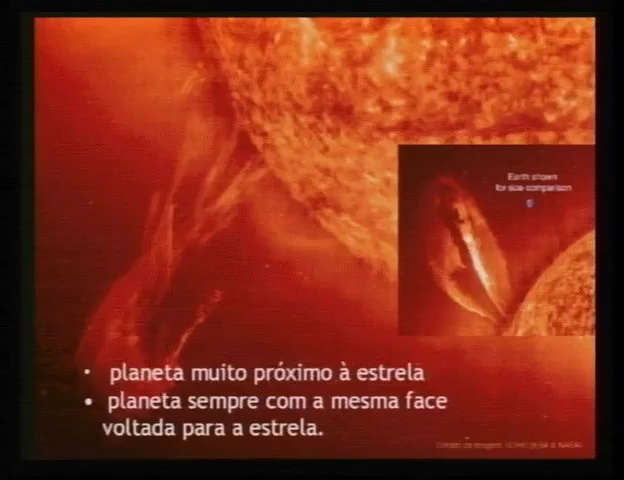 Earth shown
for size comparison
• planeta muito próximo à estrela
• planeta sempre com a mesma face
voltada para a estrela.